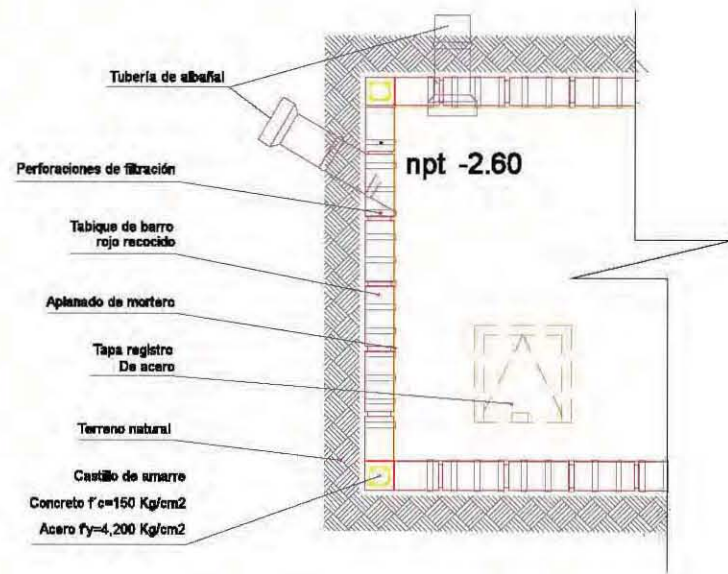 Tubería de albañal
npt -2.60
Perforaciones de filtración
Tabique de barro
rojo recocido
Aplanado de mortero
Tapa registro
De acero
Terreno natural
Castillo de amarre
Concreto f´c=150 Kg/cm2
Acero f'y=4,200 Kg/cm2